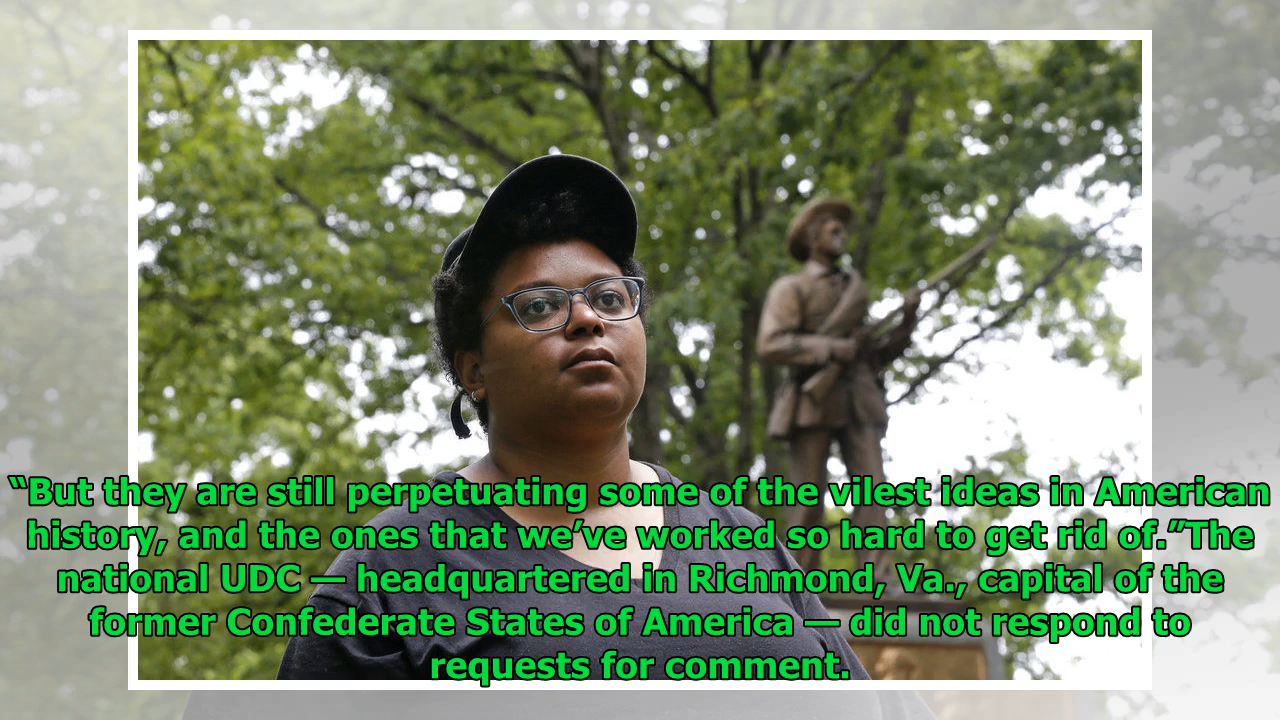 “But they are still perpetuating some of the vilest ideas in American
history, and the ones that we’ve worked so hard to get rid of.”The
national UDC — headquartered in Richmond, Va., capital of the
former Confederate States of America — did not respond to
requests for comment.